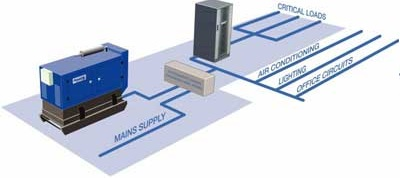 CRITICAL LOADS
AIR CONDITIONING
LIGHTING
OFFICE CIRCUITS
MAINS SUPPLY